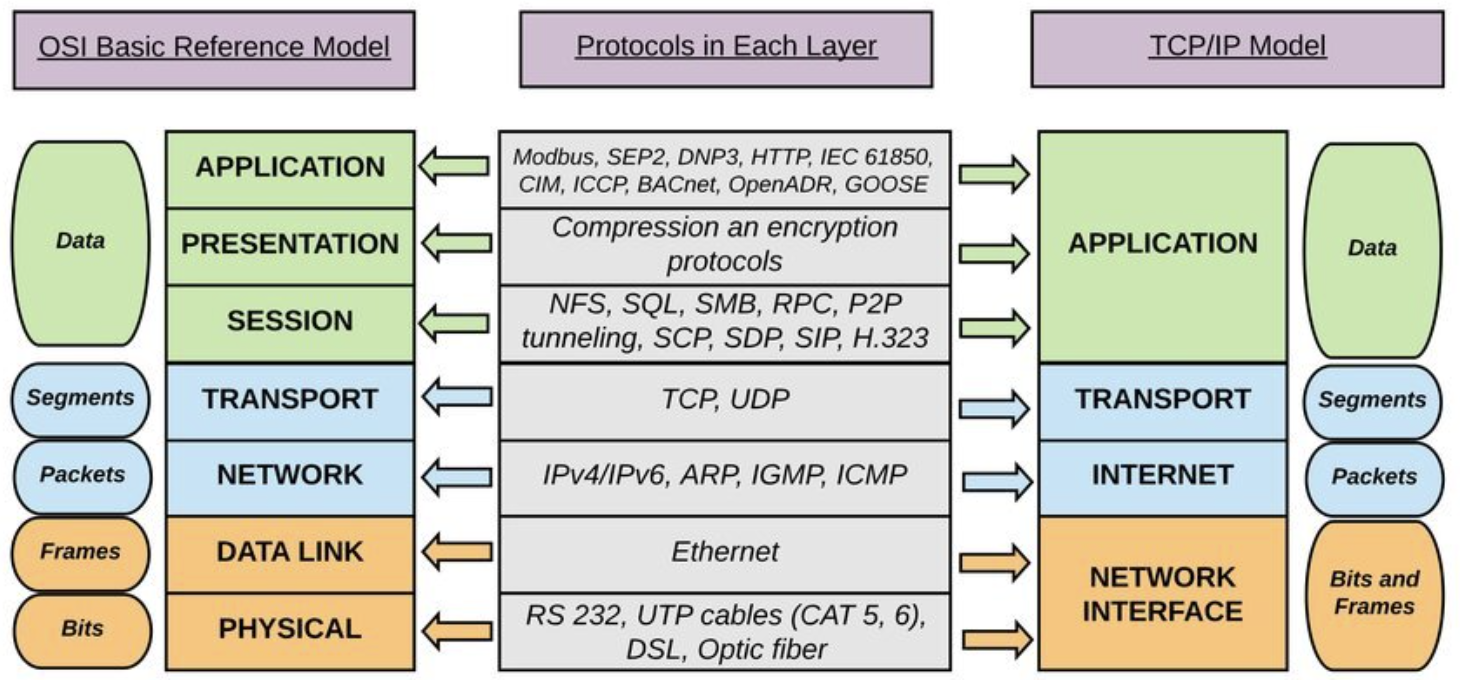 OSI Basic Reference Model
Protocols in Each Layer
TCP/IP Model
Data
APPLICATION
PRESENTATION
SESSION
Modbus, SEP2, DNP3, HTTP, IEC 61850,
CIM, ICCP, BACnet, OpenADR, GOOSE
Compression an encryption
protocols
NFS, SQL, SMB, RPC, P2P
tunneling, SCP, SDP, SIP, H.323
APPLICATION
Data
Segments
TRANSPORT
TCP, UDP
TRANSPORT
Segments
Packets
NETWORK
IPv4/IPv6, ARP, IGMP, ICMP
INTERNET
Packets
Frames
DATA LINK
Ethernet
Bits
PHYSICAL
RS 232, UTP cables (CAT 5, 6),
DSL, Optic fiber
NETWORK
INTERFACE
Bits and
Frames